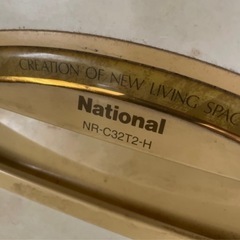 CREATION OF NEW LIVING SPAC
National
NR-C32T2-H